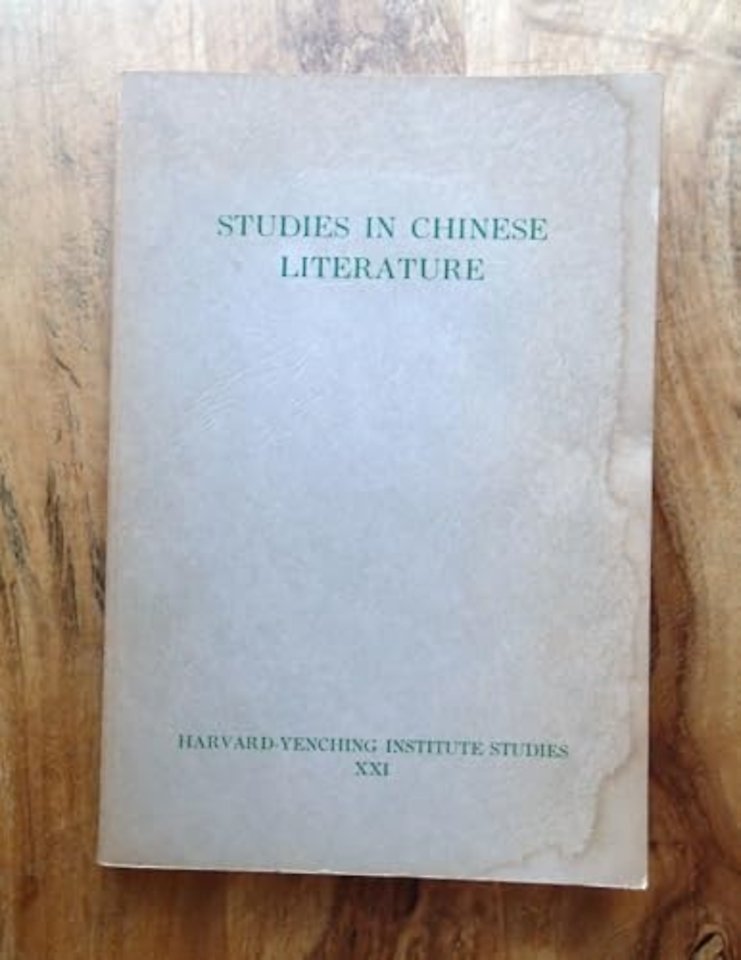 STUDIES IN CHINESE
LITERATURE
HARVARD-YENCHING INSTITUTE STUDIES
XXI